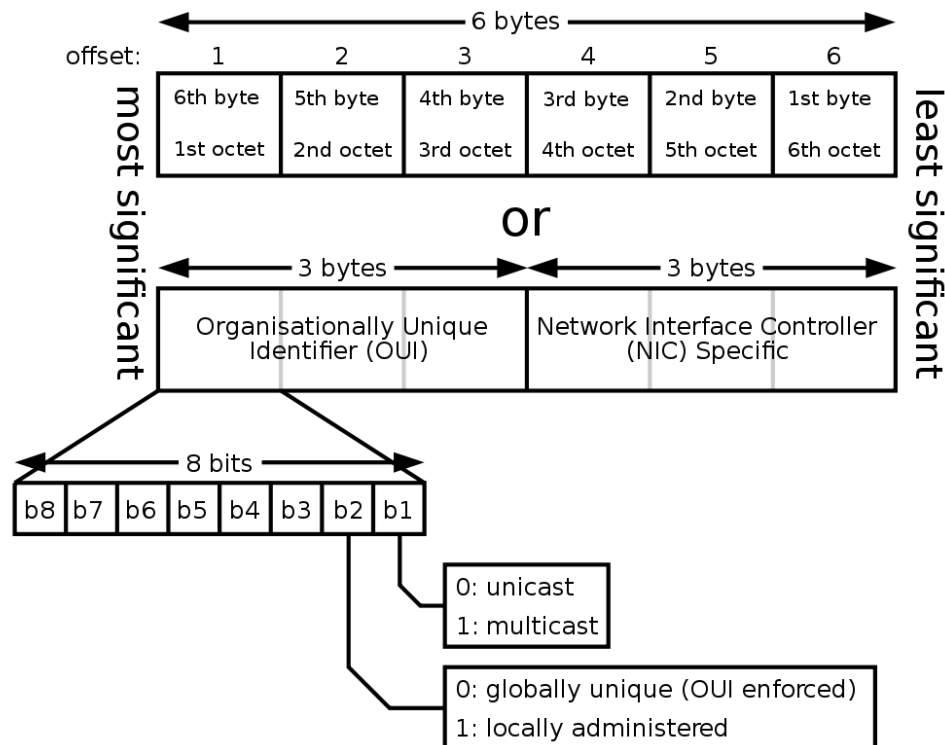 6 bytes
offset: 1 2 3 4 5 6
most significant
6th byte 5th byte 4th byte 3rd byte 2nd byte 1st byte
1st octet 2nd octet 3rd octet 4th octet 5th octet 6th octet
least significant
or
3 bytes 3 bytes
Organisationally Unique
Identifier (OUI)
Network Interface Controller
(NIC) Specific
8 bits
b8 b7 b6 b5 b4 b3 b2 b1
0: unicast
1: multicast
0: globally unique (OUI enforced)
1: locally administered